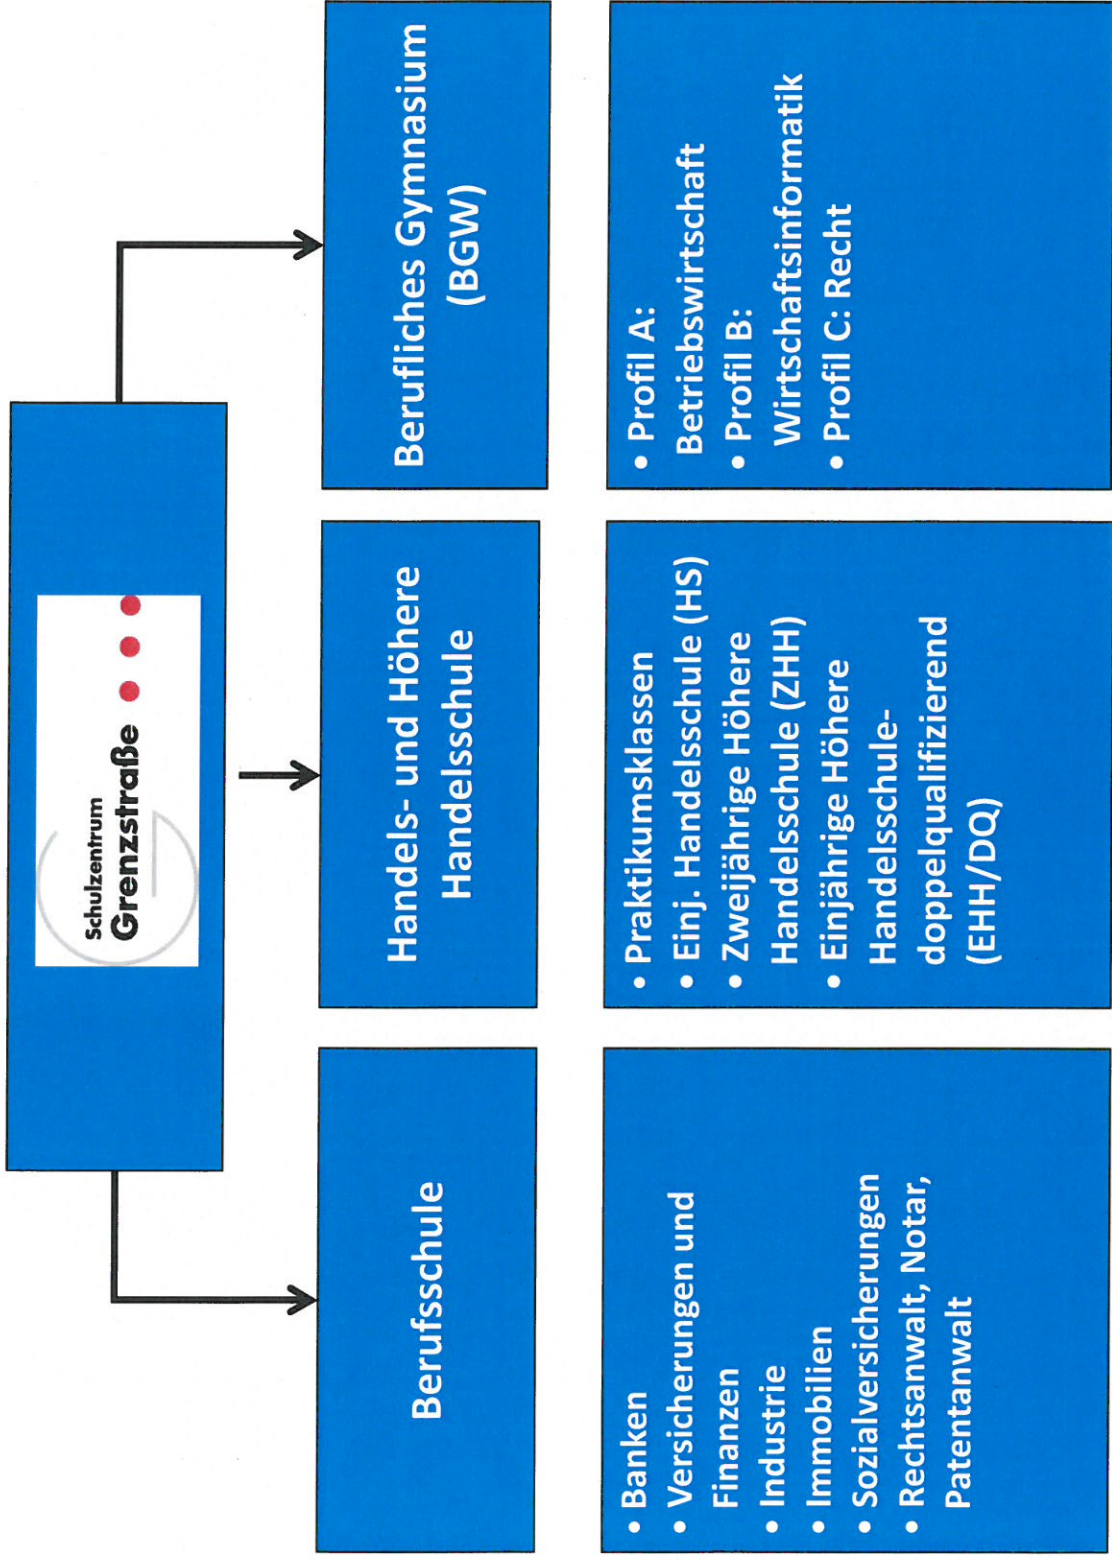 Schulzentrum
Grenzstraße
Berufsschule
Handels- und Höhere
Handelsschule
Berufliches Gymnasium
(BGW)
• Banken
• Versicherungen und
Finanzen
• Industrie
• Immobilien
• Sozialversicherungen
• Rechtsanwalt, Notar,
Patentanwalt
• Praktikumsklassen
• Einj. Handelsschule (HS)
• Zweijährige Höhere
Handelsschule (ZHH)
• Einjährige Höhere
Handelsschule-
doppelqualifizierend
(EHH/DQ)
• Profil A:
Betriebswirtschaft
• Profil B:
Wirtschaftsinformatik
• Profil C: Recht